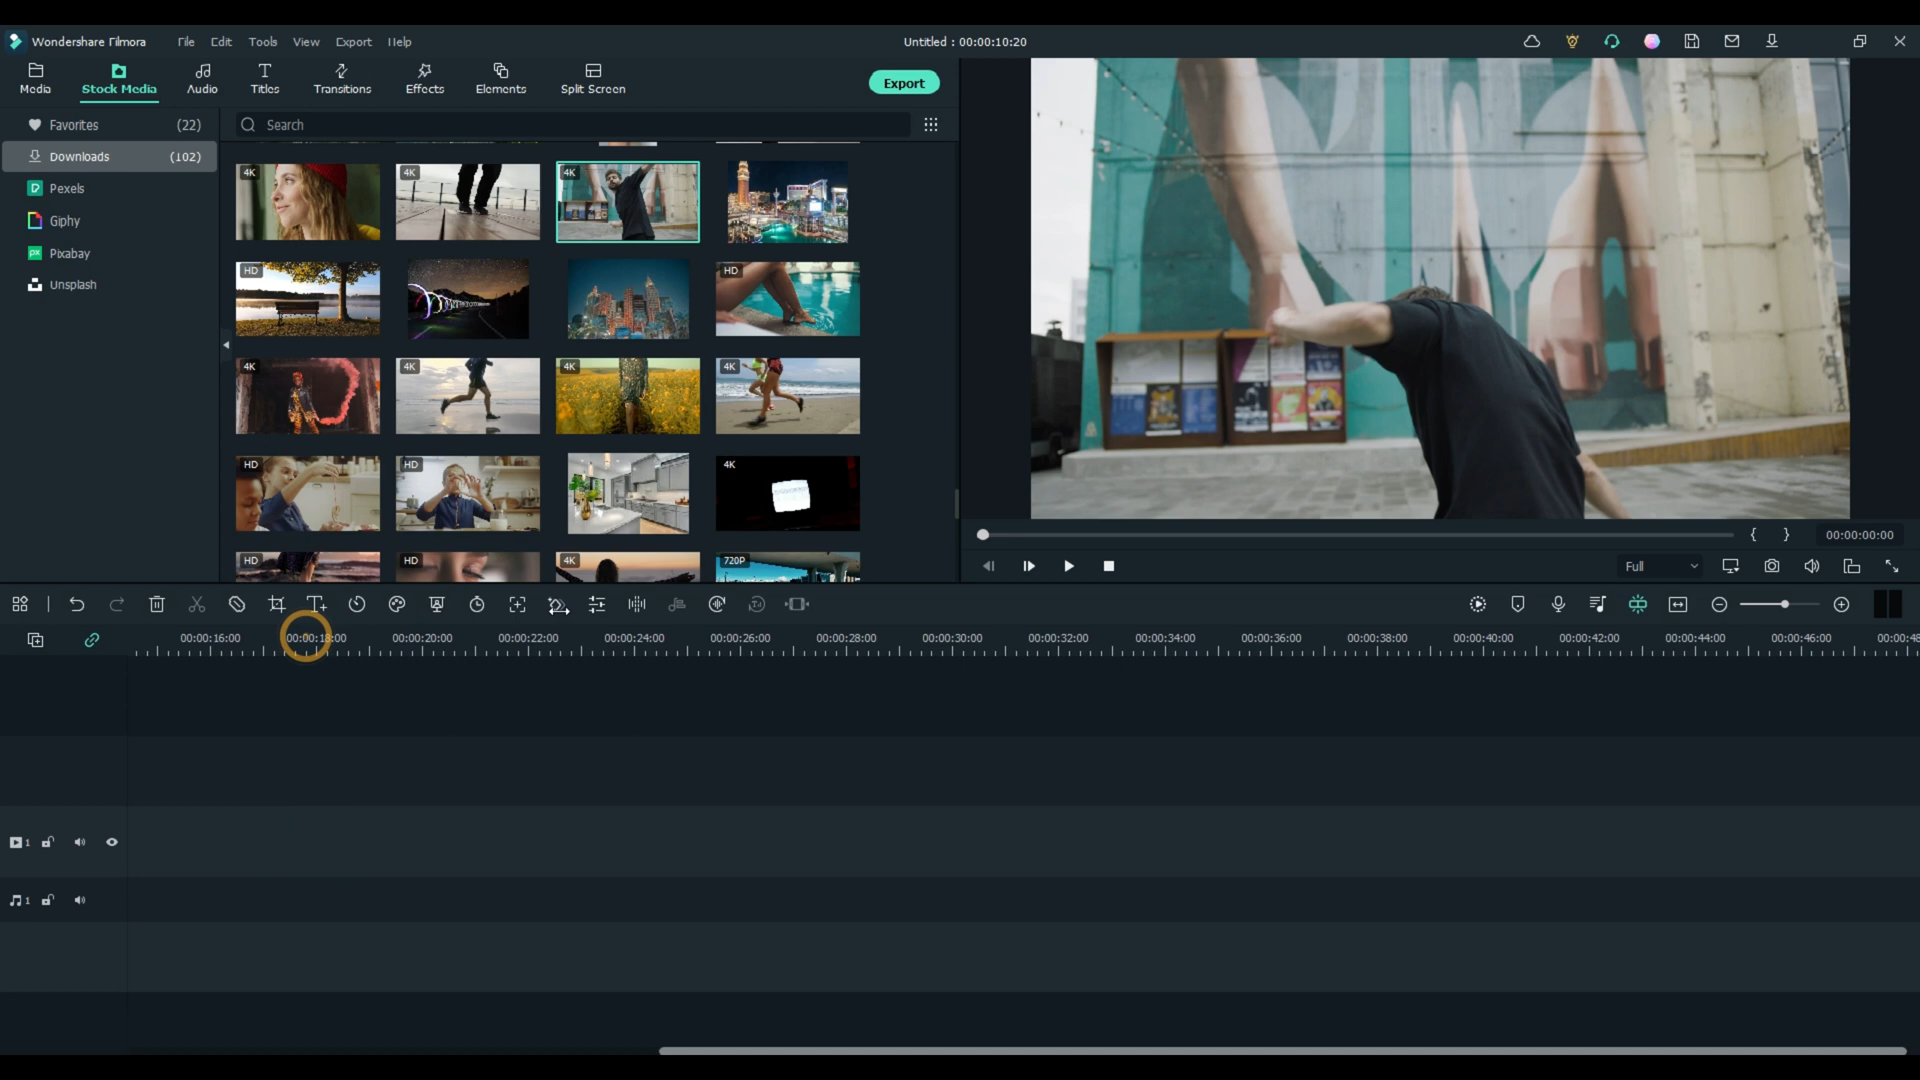 Wondershare Filmora File Edit Tools View Export Help Untitled : 00:00:10:20
Media Stock Media Audio Titles Transitions Effects Elements Split Screen Export
Favorites (22)
Search
Downloads (102)
Pexels
Giphy
Pixabay
Unsplash
4K 4K 4K
HD HD
4K 4K 4K 4K
HD HD 4K
HD HD 4K 720P
{ } 00:00:00:00
Full
00:00:16:00 00:00:18:00 00:00:20:00 00:00:22:00 00:00:24:00 00:00:26:00 00:00:28:00 00:00:30:00 00:00:32:00 00:00:34:00 00:00:36:00 00:00:38:00 00:00:40:00 00:00:42:00 00:00:44:00 00:00:46:00 00:00:48
1
1